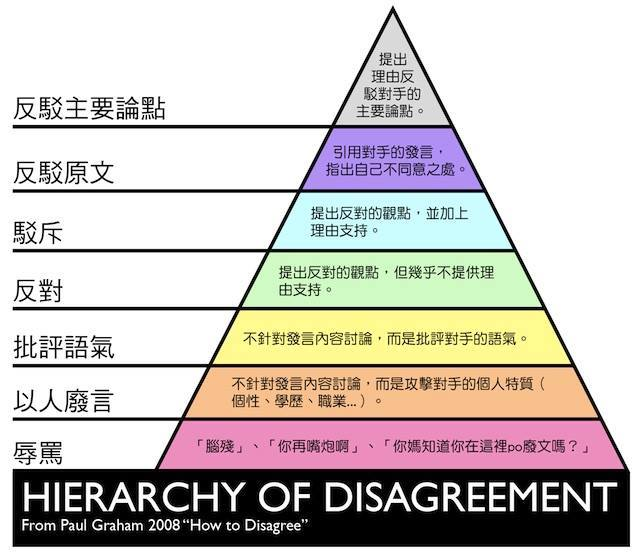 提出
理由反
駁對手的
主要論點。
反駁主要論點
引用對手的發言，
指出自己不同意之處。
反駁原文
提出反對的觀點，並加上
理由支持。
駁斥
提出反對的觀點，但幾乎不提供理
由支持。
反對
不針對發言內容討論，而是批評對手的語氣。
批評語氣
不針對發言內容討論，而是攻擊對手的個人特質（
個性、學歷、職業...）。
以人廢言
「腦殘」、「你再嘴炮啊」、「你媽知道你在這裡po廢文嗎？」
辱罵
HIERARCHY OF DISAGREEMENT
From Paul Graham 2008 “How to Disagree”